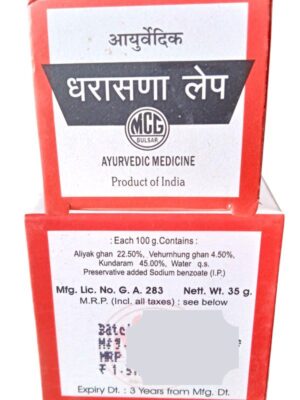 आयुर्वेदिक
धरासणा लेप
MCG
BULSAR
AYURVEDIC MEDICINE
Product of India
: Each 100 g. Contains :
Aliyak ghan 22.50%, Vehurnhung ghan 4.50%,
Kundaram 45.00%, Water q.s.
Preservative added Sodium benzoate (I.P.)
Mfg. Lic. No. G. A. 283 Nett. Wt. 35 g.
M.R.P. (Incl. all taxes) : see below
Batch
Mfg.
MRP
Expiry Dt. : 3 Years from Mfg. Dt.